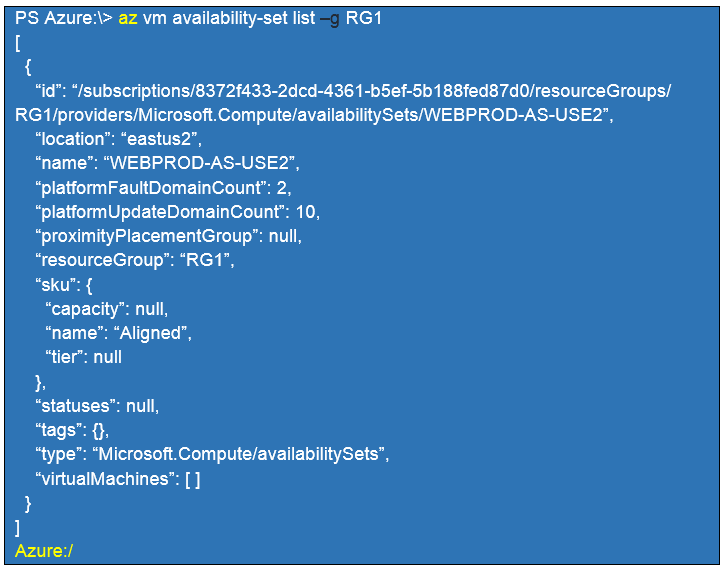 PS Azure:\> az vm availability-set list –g RG1
[
{
“id”: “/subscriptions/8372f433-2dcd-4361-b5ef-5b188fed87d0/resourceGroups/
RG1/providers/Microsoft.Compute/availabilitySets/WEBPROD-AS-USE2”,
“location”: “eastus2”,
“name”: “WEBPROD-AS-USE2”,
“platformFaultDomainCount”: 2,
“platformUpdateDomainCount”: 10,
“proximityPlacementGroup”: null,
“resourceGroup”: “RG1”,
“sku”: {
“capacity”: null,
“name”: “Aligned”,
“tier”: null
},
“statuses”: null,
“tags”: {},
“type”: “Microsoft.Compute/availabilitySets”,
“virtualMachines”: [ ]
}
]
Azure:/